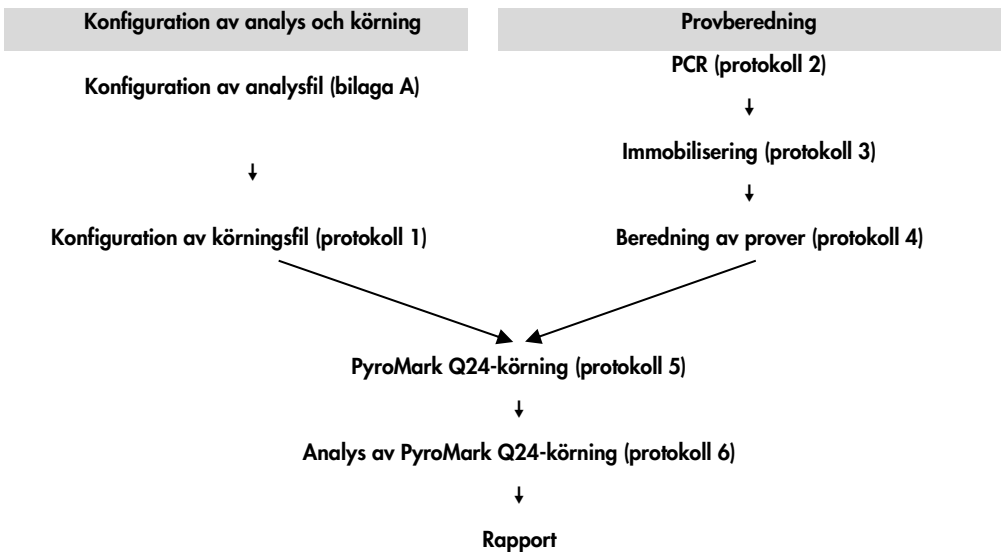 Konfiguration av analys och körning
Provberedning
Konfiguration av analysfil (bilaga A)
PCR (protokoll 2)
Immobilisering (protokoll 3)
Konfiguration av körningsfil (protokoll 1)
Beredning av prover (protokoll 4)
PyroMark Q24-körning (protokoll 5)
Analys av PyroMark Q24-körning (protokoll 6)
Rapport